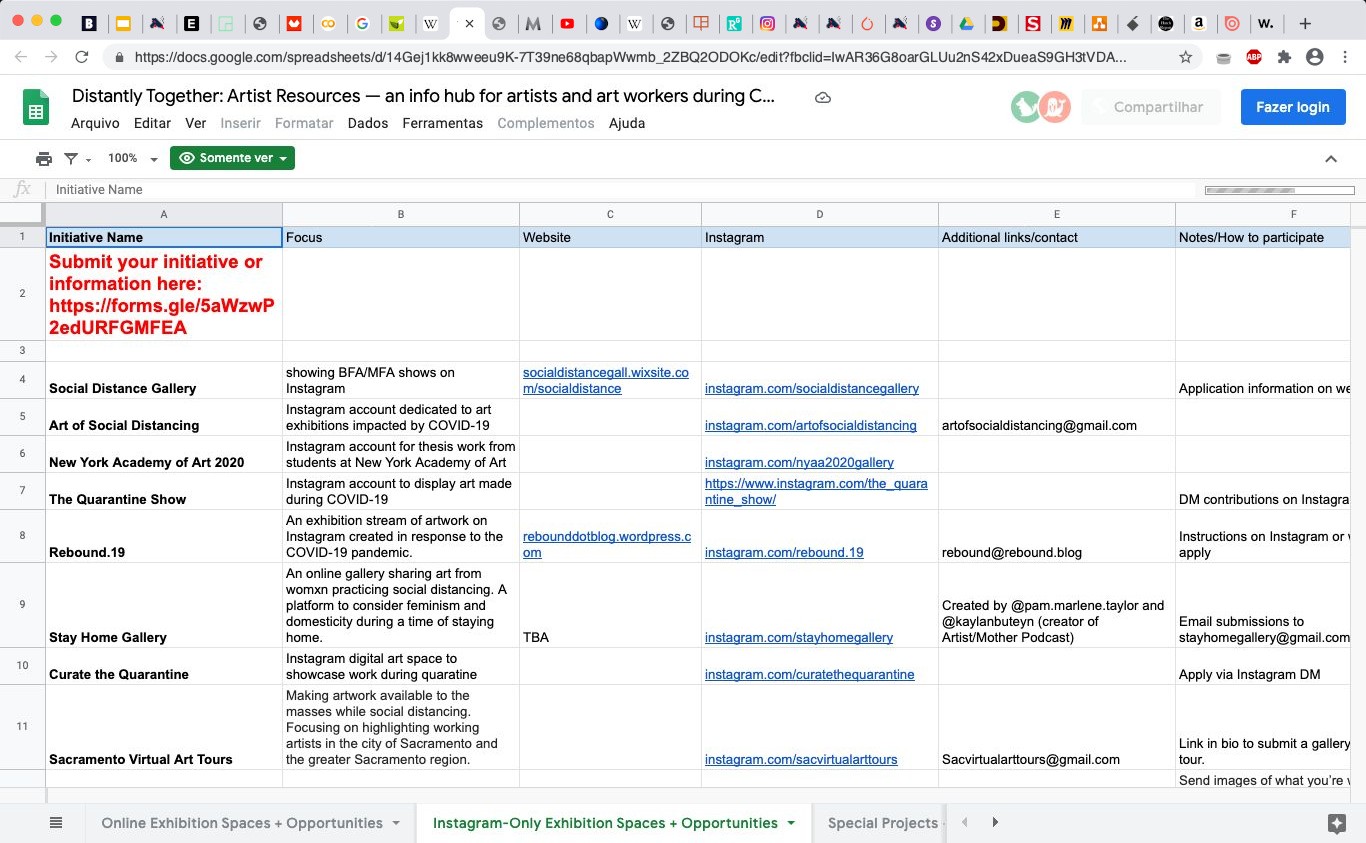 https://docs.google.com/spreadsheets/d/14Gej1kk8wweeu9K-7T39ne68qbapWwmb_2ZBQ2ODOKc/edit?fbclid=IwAR36G8oarGLUu2nS42xDueaS9GH3tVDA...
ABP
Distantly Together: Artist Resources — an info hub for artists and art workers during C...
Compartilhar
Fazer login
Arquivo Editar Ver Inserir Formatar Dados Ferramentas Complementos Ajuda
100% Somente ver
fx Initiative Name
A B C D E F
1 Initiative Name Focus Website Instagram Additional links/contact Notes/How to participate
2
Submit your initiative or
information here:
https://forms.gle/5aWzwP
2edURFGMFEA
3
4
showing BFA/MFA shows on
Instagram
socialdistancegall.wixsite.co
m/socialdistance
Social Distance Gallery
instagram.com/socialdistancegallery
Application information on we
5
Instagram account dedicated to art
exhibitions impacted by COVID-19
Art of Social Distancing
instagram.com/artofsocialdistancing
artofsocialdistancing@gmail.com
6
Instagram account for thesis work from
students at New York Academy of Art
New York Academy of Art 2020
instagram.com/nyaa2020gallery
7
Instagram account to display art made
during COVID-19
https://www.instagram.com/the_quara
ntine_show/
The Quarantine Show
DM contributions on Instagra
8
An exhibition stream of artwork on
Instagram created in response to the
COVID-19 pandemic.
rebounddotblog.wordpress.c
om
Rebound.19
instagram.com/rebound.19
rebound@rebound.blog
Instructions on Instagram or
apply
9
An online gallery sharing art from
womxn practicing social distancing. A
platform to consider feminism and
domesticity during a time of staying
home.
Stay Home Gallery
TBA
instagram.com/stayhomegallery
Created by @pam.marlene.taylor and
@kaylanbuteyn (creator of
Artist/Mother Podcast)
Email submissions to
stayhomegallery@gmail.com
10
Instagram digital art space to
showcase work during quaratine
Curate the Quarantine
instagram.com/curatethequarantine
Apply via Instagram DM
11
Making artwork available to the
masses while social distancing.
Focusing on highlighting working
artists in the city of Sacramento and
the greater Sacramento region.
Sacramento Virtual Art Tours
instagram.com/sacvirtualarttours
Sacvirtualarttours@gmail.com
Link in bio to submit a gallery
tour.
Send images of what you're
Online Exhibition Spaces + Opportunities
Instagram-Only Exhibition Spaces + Opportunities
Special Projects